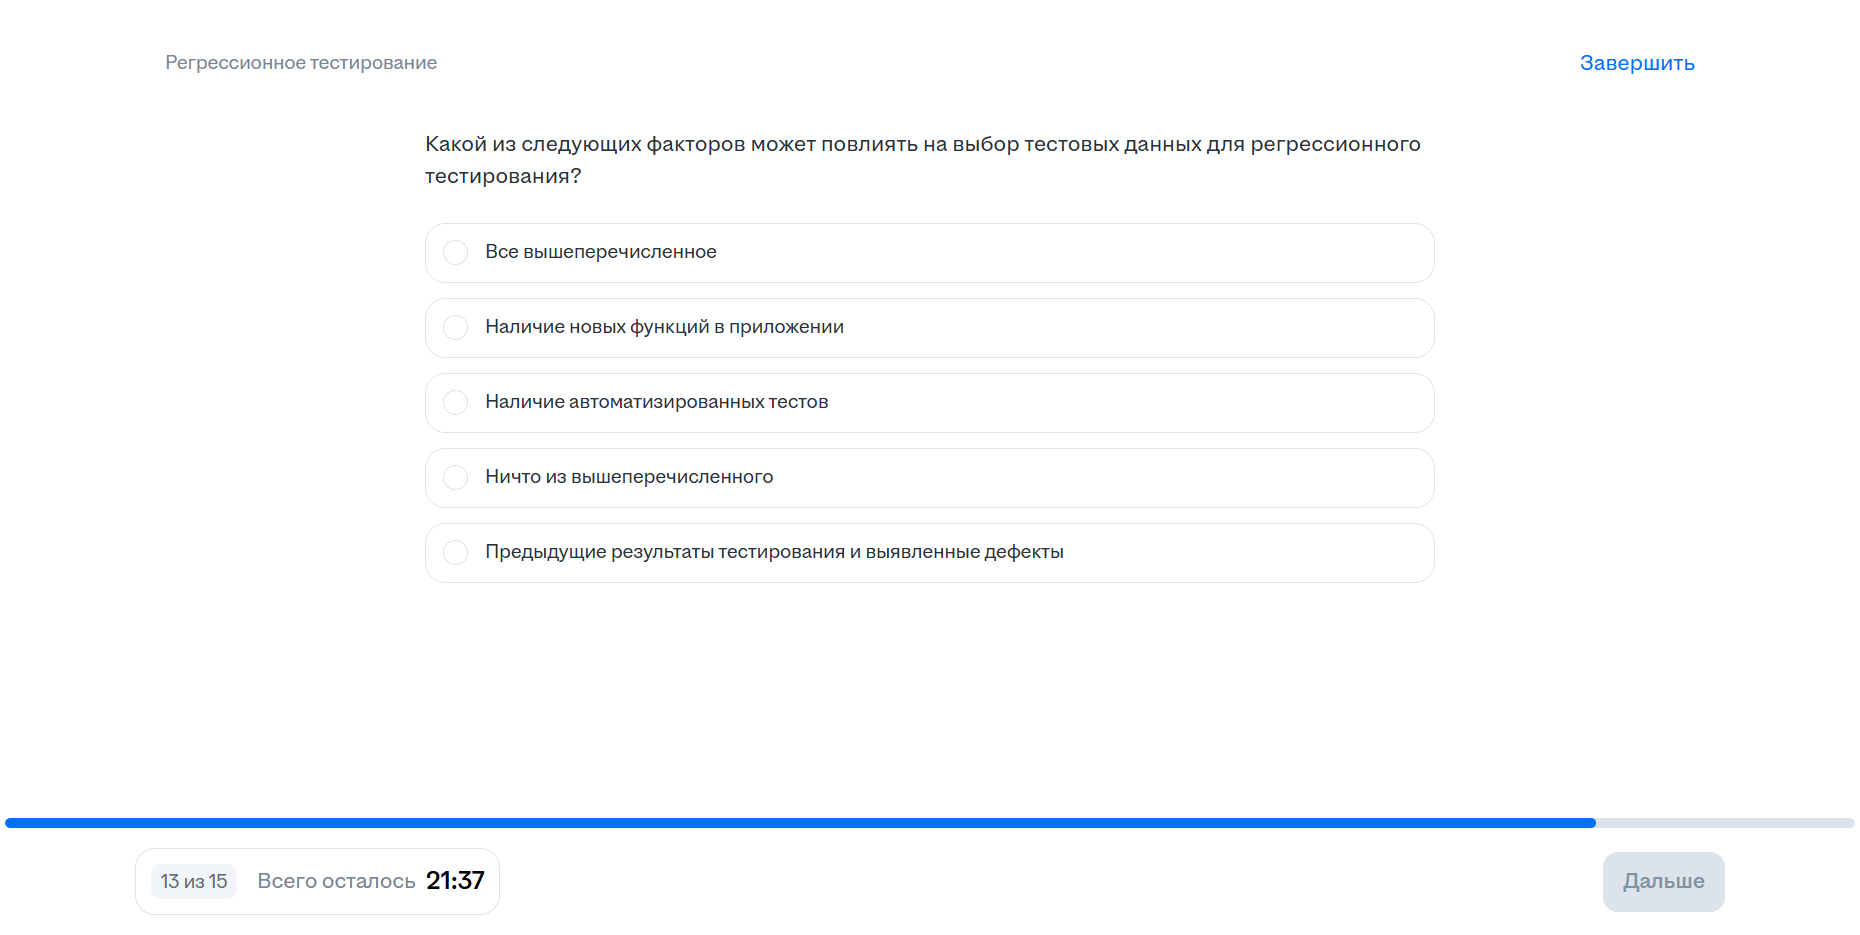 Регрессионное тестирование
Завершить
Какой из следующих факторов может повлиять на выбор тестовых данных для регрессионного
тестирования?
Все вышеперечисленное
Наличие новых функций в приложении
Наличие автоматизированных тестов
Ничто из вышеперечисленного
Предыдущие результаты тестирования и выявленные дефекты
13 из 15 Всего осталось 21:37
Дальше